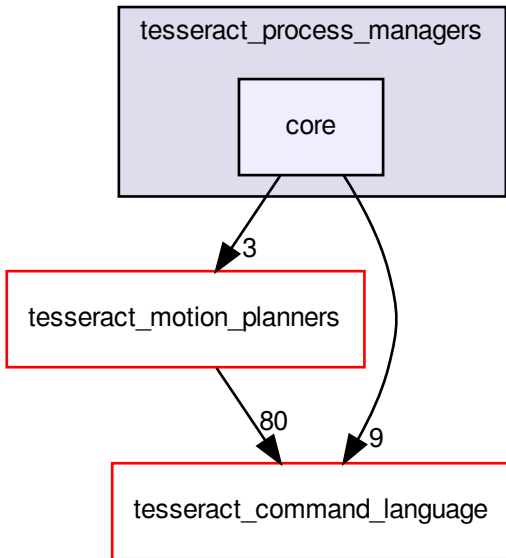 tesseract_process_managers
core
3
tesseract_motion_planners
80
9
tesseract_command_language